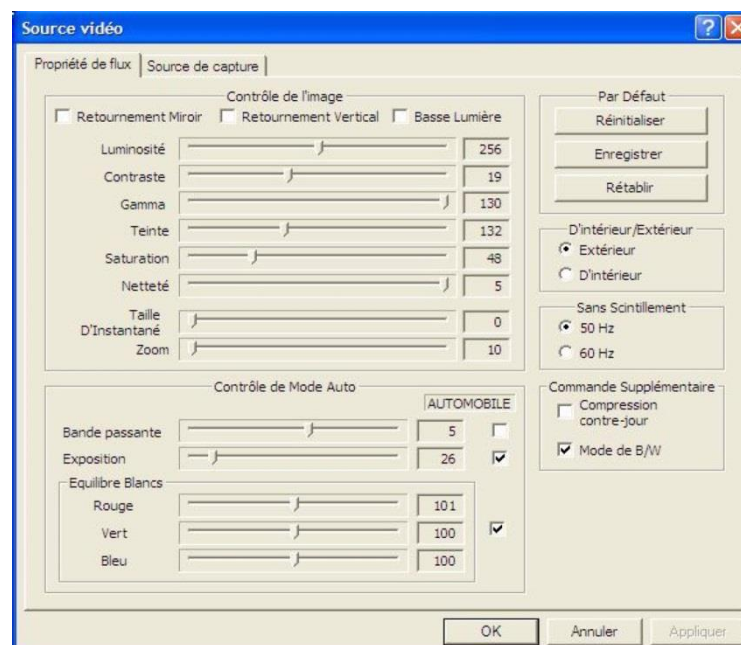 Source vidéo
Propriété de flux
Source de capture
Contrôle de l'image
Retournement Miroir
Retournement Vertical
Basse Lumière
Luminosité 256
Contraste 19
Gamma 130
Teinte 132
Saturation 48
Netteté 5
Taille
D'Instantané 0
Zoom 10
Contrôle de Mode Auto
AUTOMOBILE
Bande passante 5
Exposition 26
Equilibre Blancs
Rouge 101
Vert 100
Bleu 100
Par Défaut
Réinitialiser
Enregistrer
Rétablir
D'intérieur/Extérieur
Extérieur
D'intérieur
Sans Scintillement
50 Hz
60 Hz
Commande Supplémentaire
Compression
contre-jour
Mode de B/W
OK
Annuler
Appliquer